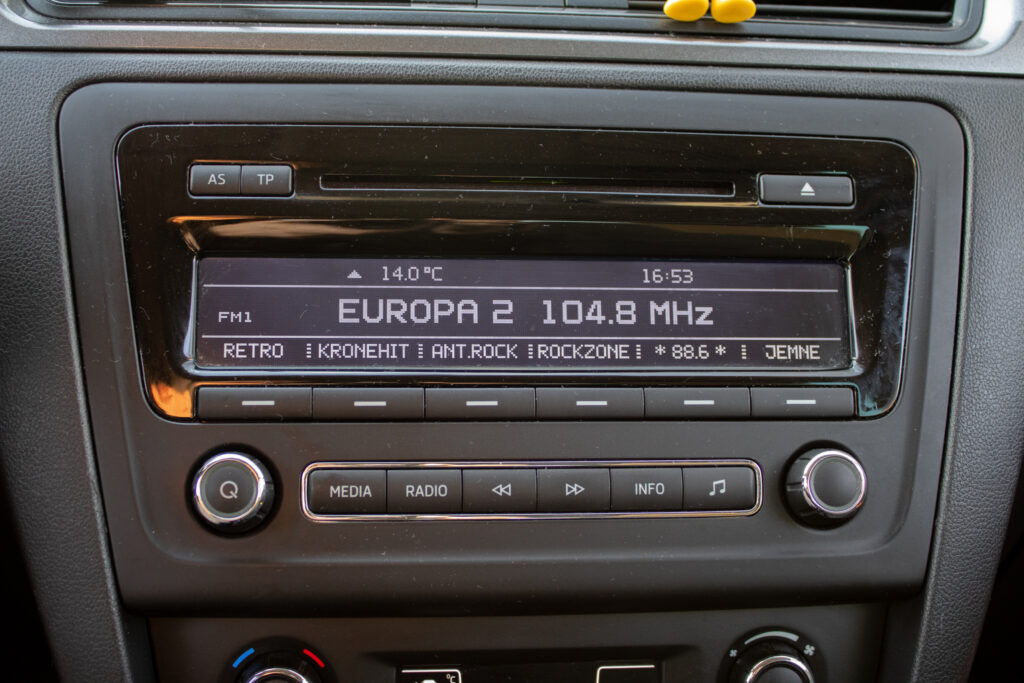 AS TP
14.0°C 16:53
FM1 EUROPA 2 104.8 MHz
RETRO KRONEHIT ANT.ROCK ROCKZONE *88.6* JEMNE
Q MEDIA RADIO INFO
°C